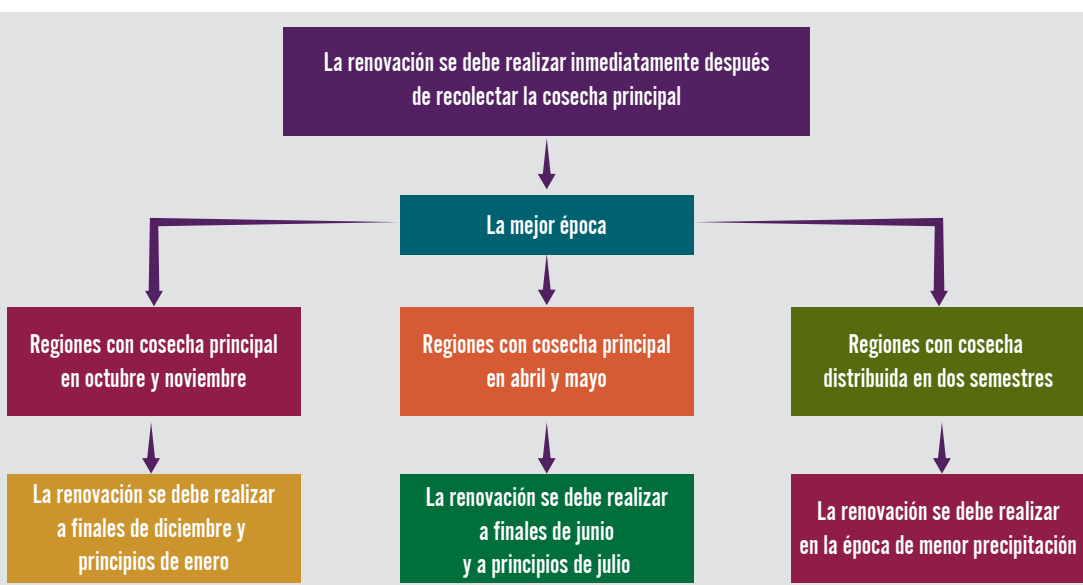 La renovación se debe realizar inmediatamente después
de recolectar la cosecha principal
La mejor época
Regiones con cosecha principal
en octubre y noviembre
Regiones con cosecha principal
en abril y mayo
Regiones con cosecha
distribuida en dos semestres
La renovación se debe realizar
a finales de diciembre y
principios de enero
La renovación se debe realizar
a finales de junio
y a principios de julio
La renovación se debe realizar
en la época de menor precipitación